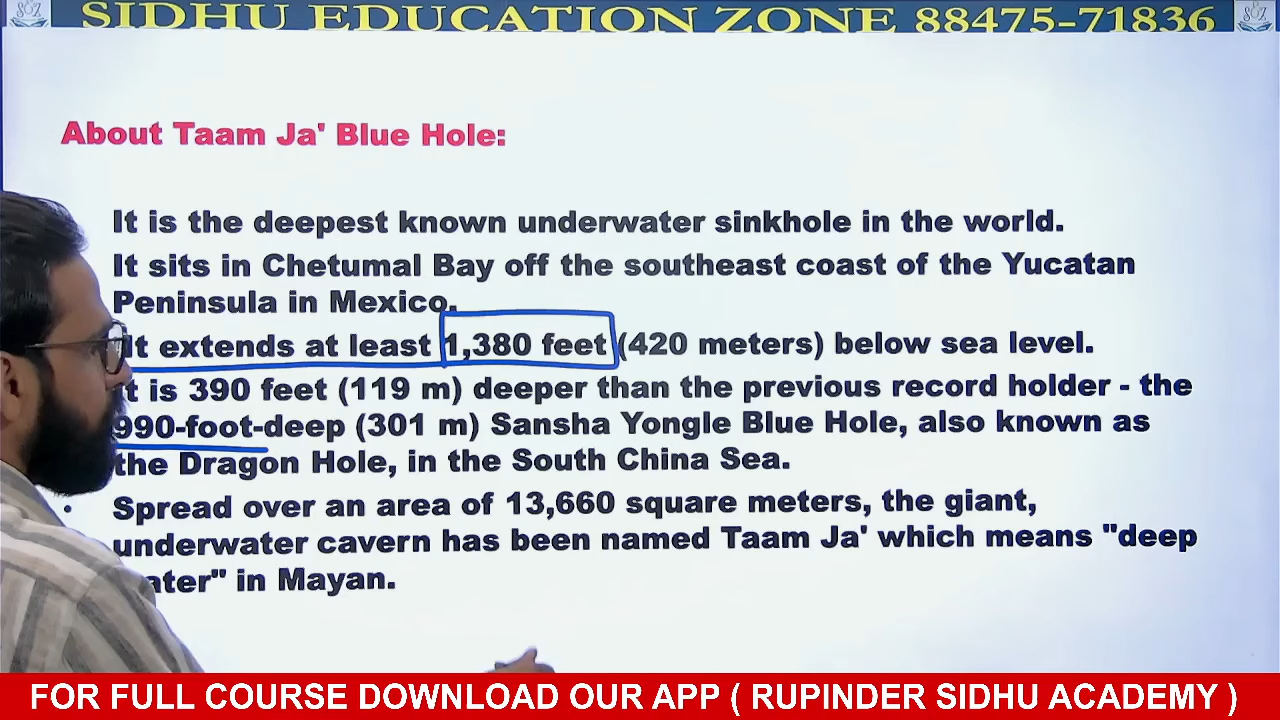 SIDHU EDUCATION ZONE 88475-71836
About Taam Ja' Blue Hole:
It is the deepest known underwater sinkhole in the world.
It sits in Chetumal Bay off the southeast coast of the Yucatan
Peninsula in Mexico.
It extends at least 1,380 feet (420 meters) below sea level.
It is 390 feet (119 m) deeper than the previous record holder - the
990-foot-deep (301 m) Sansha Yongle Blue Hole, also known as
the Dragon Hole, in the South China Sea.
• Spread over an area of 13,660 square meters, the giant,
underwater cavern has been named Taam Ja' which means "deep
ater" in Mayan.
FOR FULL COURSE DOWNLOAD OUR APP ( RUPINDER SIDHU ACADEMY )